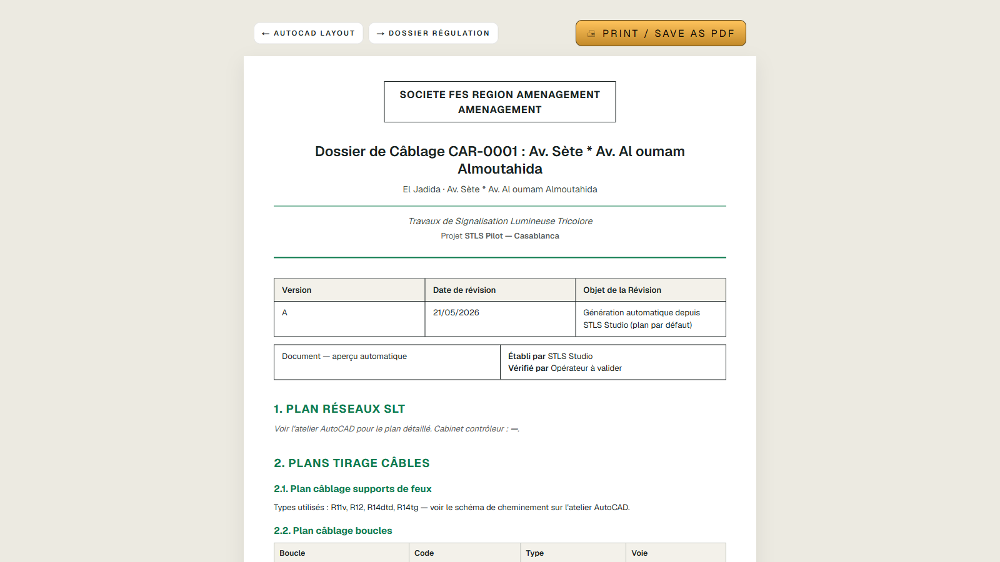 ← AUTOCAD LAYOUT
→ DOSSIER RÉGULATION
PRINT / SAVE AS PDF
SOCIETE FES REGION AMENAGEMENT
AMENAGEMENT
Dossier de Câblage CAR-0001 : Av. Sète * Av. Al oumam
Almoutahida
El Jadida · Av. Sète * Av. Al oumam Almoutahida
Travaux de Signalisation Lumineuse Tricolore
Projet STLS Pilot — Casablanca
Version Date de révision Objet de la Révision
A 21/05/2026 Génération automatique depuis
STLS Studio (plan par défaut)
Document — aperçu automatique Établi par STLS Studio
Vérifié par Opérateur à valider
1. PLAN RÉSEAUX SLT
Voir l'atelier AutoCAD pour le plan détaillé. Cabinet contrôleur : —.
2. PLANS TIRAGE CÂBLES
2.1. Plan câblage supports de feux
Types utilisés : R11v, R12, R14dtd, R14tg — voir le schéma de cheminement sur l'atelier AutoCAD.
2.2. Plan câblage boucles
Boucle Code Type Voie